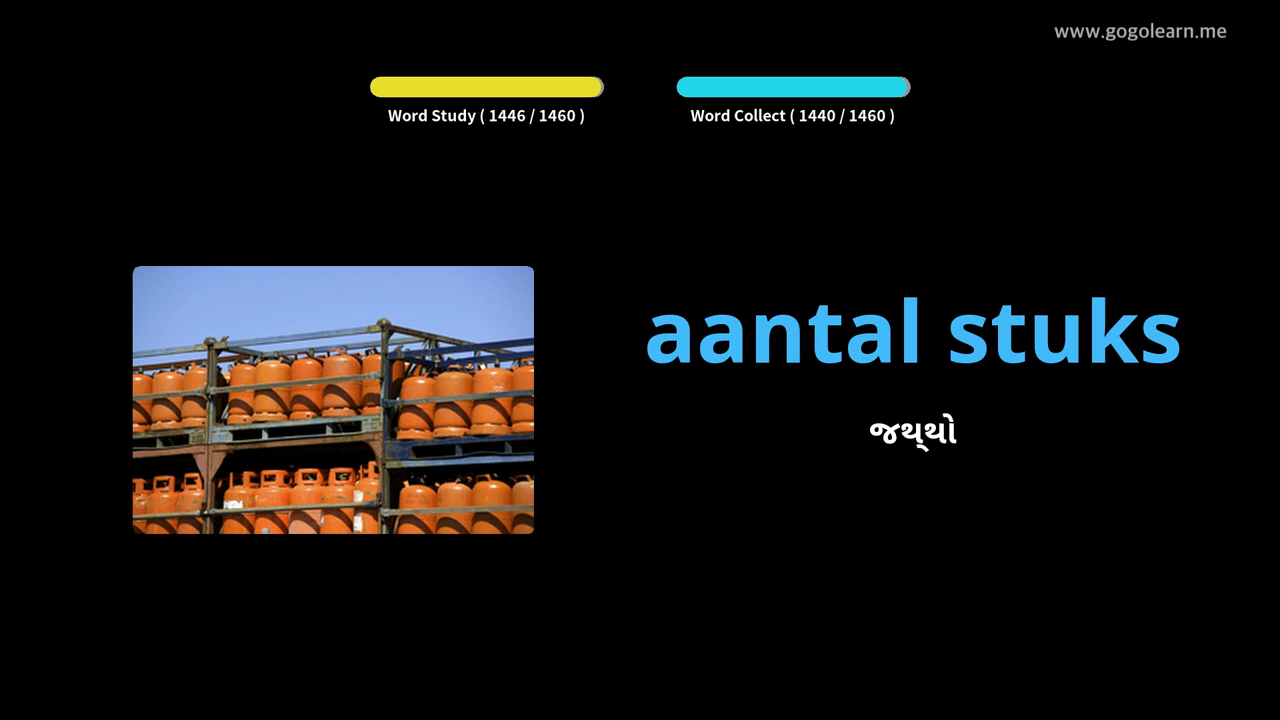 www.gogolearn.me
Word Study ( 1446 / 1460 )
Word Collect ( 1440 / 1460 )
aantal stuks
જથ્થો